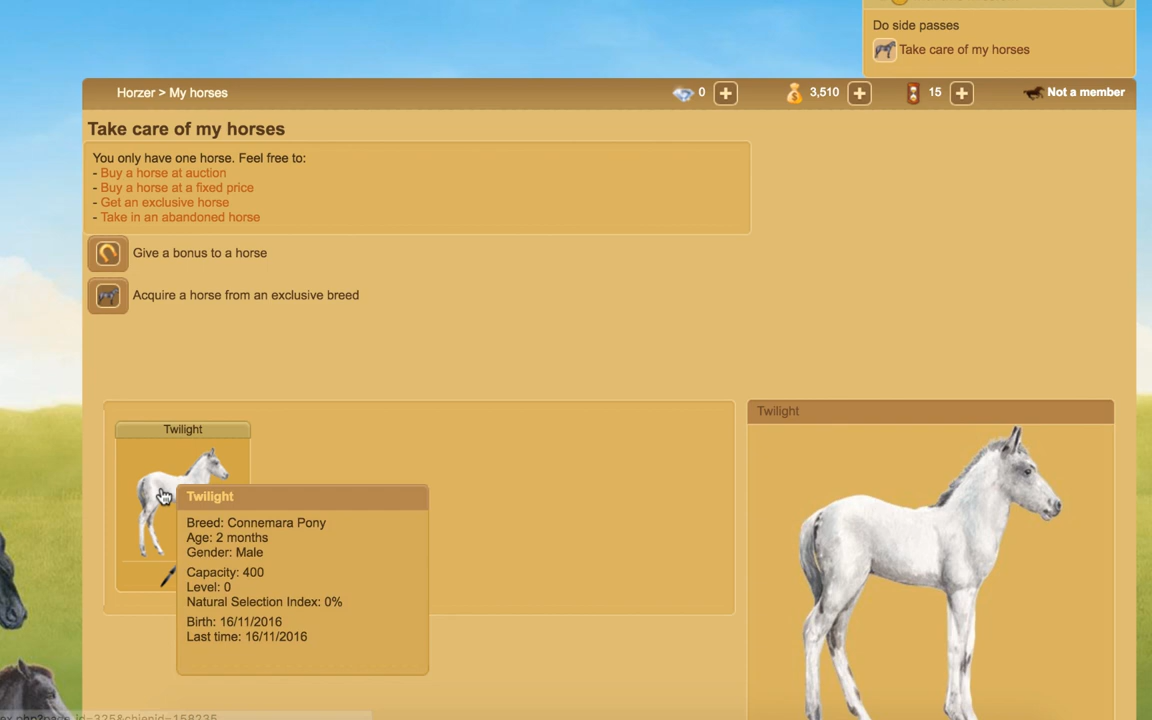 Do side passes
Take care of my horses
Horzer > My horses
0
3,510
15
Not a member
Take care of my horses
You only have one horse. Feel free to:
- Buy a horse at auction
- Buy a horse at a fixed price
- Get an exclusive horse
- Take in an abandoned horse
Give a bonus to a horse
Acquire a horse from an exclusive breed
Twilight
Twilight
Twilight
Breed: Connemara Pony
Age: 2 months
Gender: Male
Capacity: 400
Level: 0
Natural Selection Index: 0%
Birth: 16/11/2016
Last time: 16/11/2016